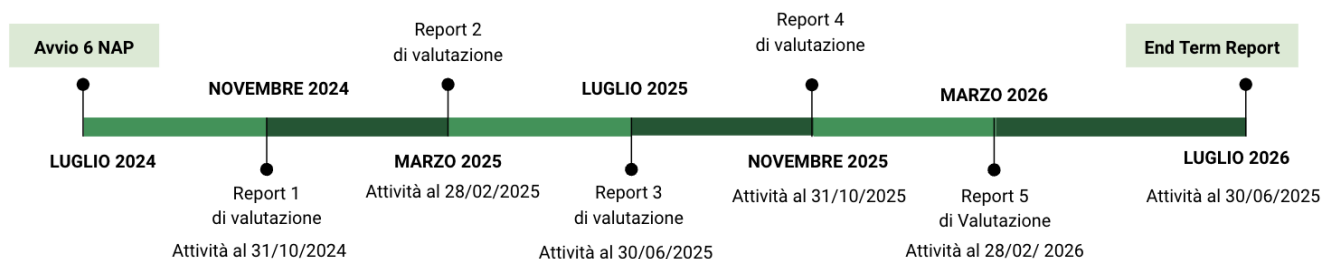 Avvio 6 NAP
LUGLIO 2024
NOVEMBRE 2024
Report 1
di valutazione
Attività al 31/10/2024
Report 2
di valutazione
MARZO 2025
Attività al 28/02/2025
LUGLIO 2025
Report 3
di valutazione
Attività al 30/06/2025
Report 4
di valutazione
NOVEMBRE 2025
Attività al 31/10/2025
MARZO 2026
Report 5
di Valutazione
Attività al 28/02/ 2026
End Term Report
LUGLIO 2026
Attività al 30/06/2025